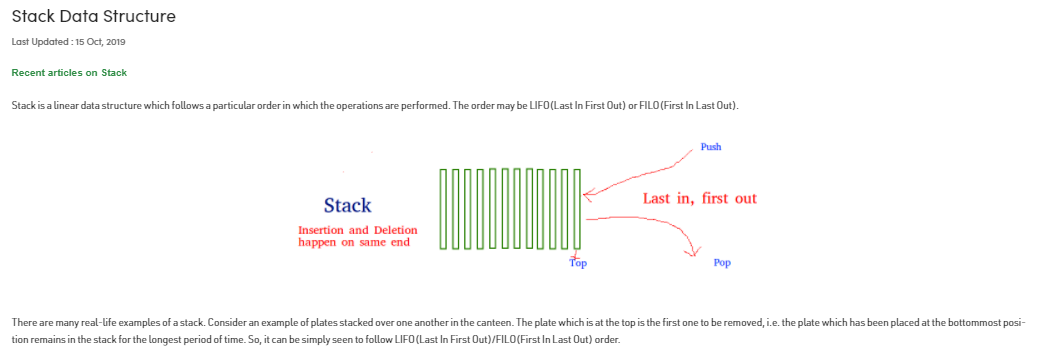 Stack Data Structure
Last Updated : 15 Oct, 2019
Recent articles on Stack
Stack is a linear data structure which follows a particular order in which the operations are performed. The order may be LIFO(Last In First Out) or FILO(First In Last Out).
Push
Last in, first out
Stack
Insertion and Deletion
happen on same end
Top
Pop
There are many real-life examples of a stack. Consider an example of plates stacked over one another in the canteen. The plate which is at the top is the first one to be removed, i.e. the plate which has been placed at the bottommost posi-
tion remains in the stack for the longest period of time. So, it can be simply seen to follow LIFO(Last In First Out)/FILO(First In Last Out) order.